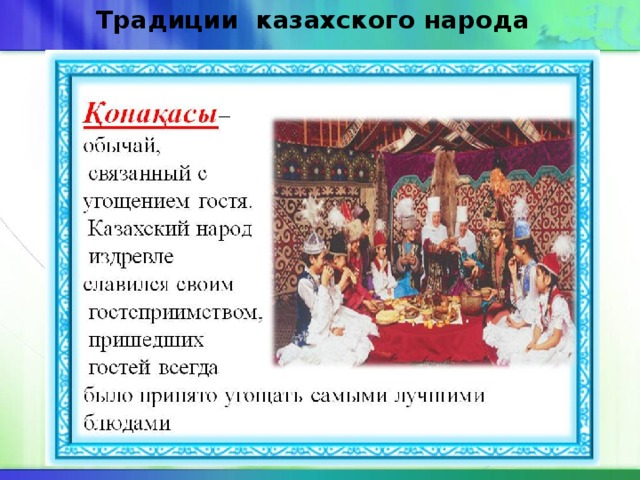 Традиции казахского народа
Қонақасы–
обычай,
связанный с
угощением гостя.
Казахский народ
издревле
славился своим
гостеприимством,
пришедших
гостей всегда
было принято угощать самыми лучшими
блюдами